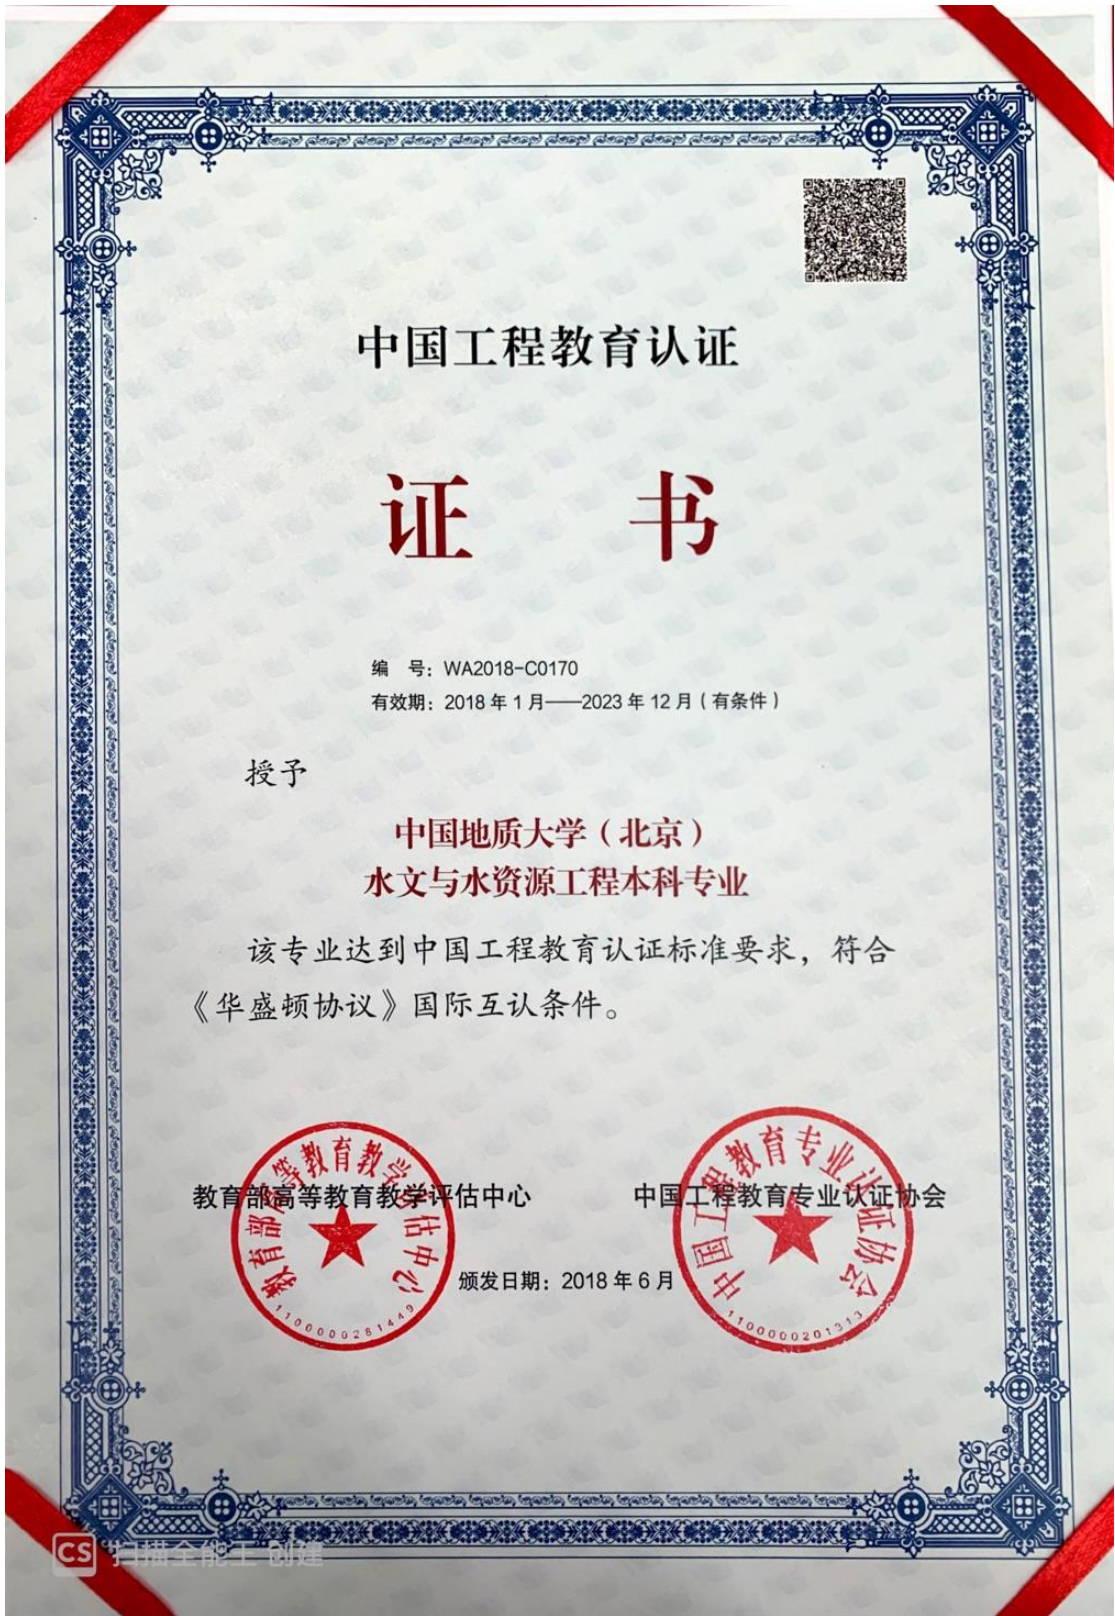 中国工程教育认证
证 书
编 号：WA2018-C0170
有效期：2018 年 1 月——2023 年 12 月（有条件）
授予
中国地质大学（北京）
水文与水资源工程本科专业
该专业达到中国工程教育认证标准要求，符合
《华盛顿协议》国际互认条件。
教育部高等教育教学评估中心
中国工程教育专业认证协会
教育部高等教育教学评估中心
1100000281449
中国工程教育专业认证协会
1100000201313
颁发日期：2018 年 6 月
CS 扫描全能王 创建